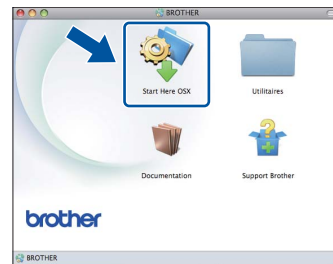 BROTHER
Start Here OSX
Utilitaires
Documentation
Support Brother
brother
BROTHER